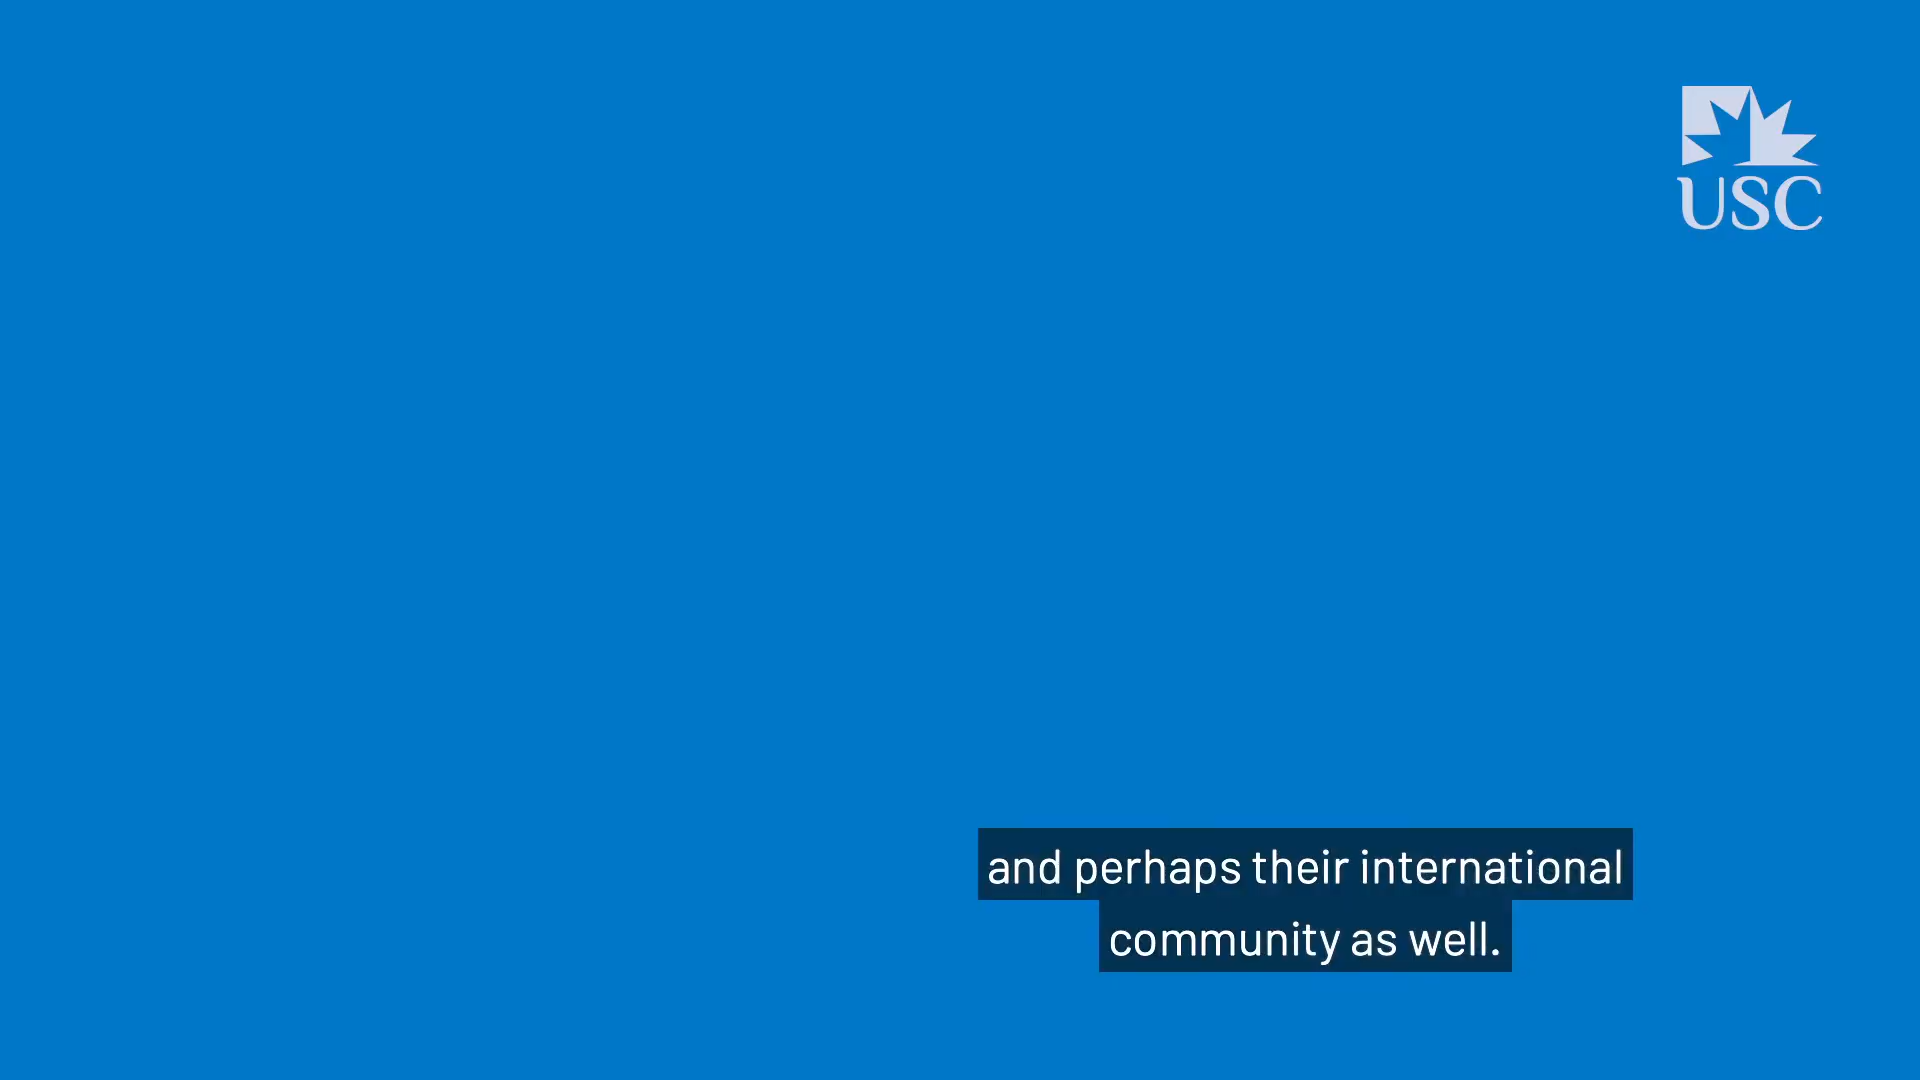 USC
and perhaps their international
community as well.